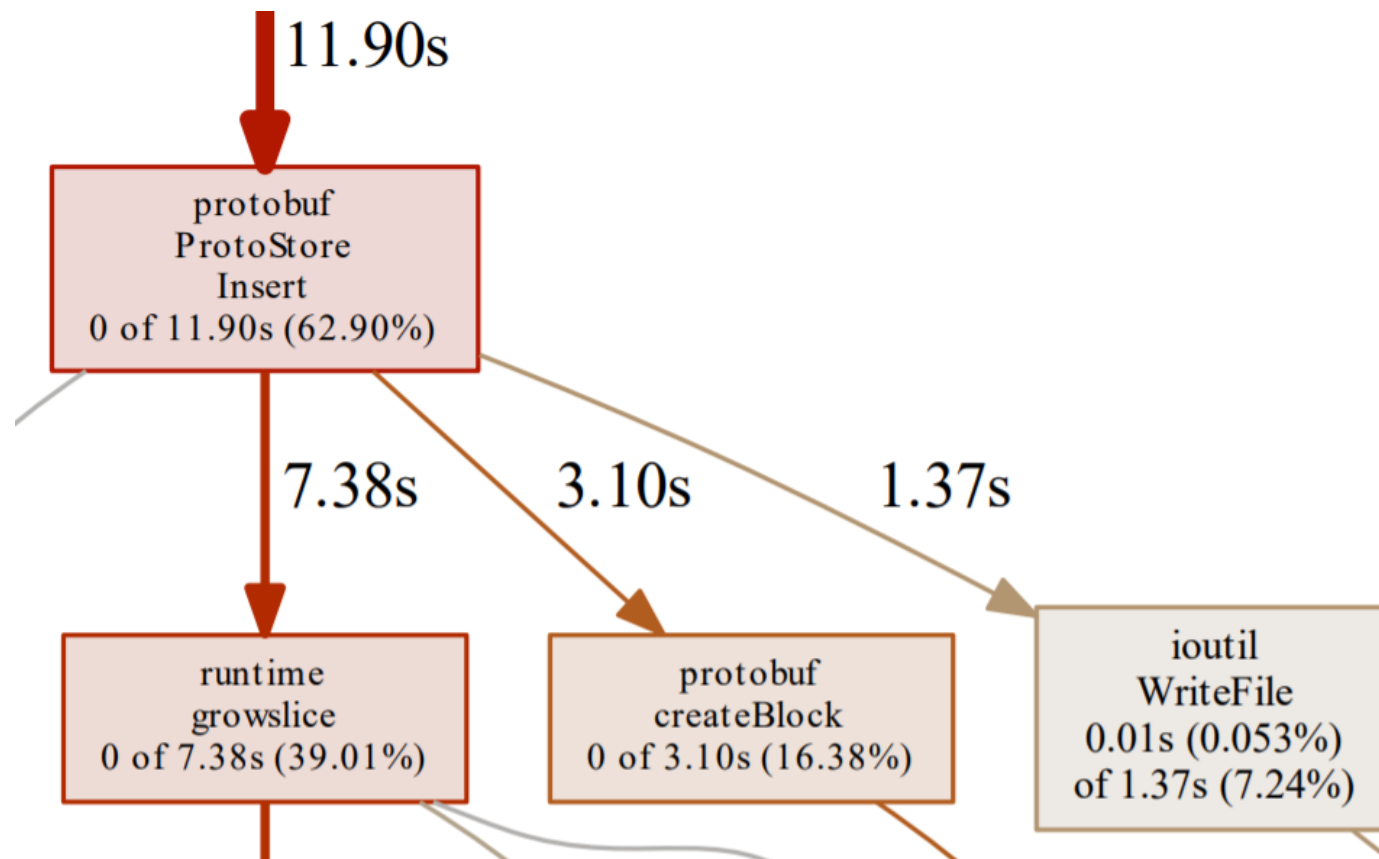 11.90s
protobuf
ProtoStore
Insert
0 of 11.90s (62.90%)
7.38s
3.10s
1.37s
runtime
growslice
0 of 7.38s (39.01%)
protobuf
createBlock
0 of 3.10s (16.38%)
ioutil
WriteFile
0.01s (0.053%)
of 1.37s (7.24%)